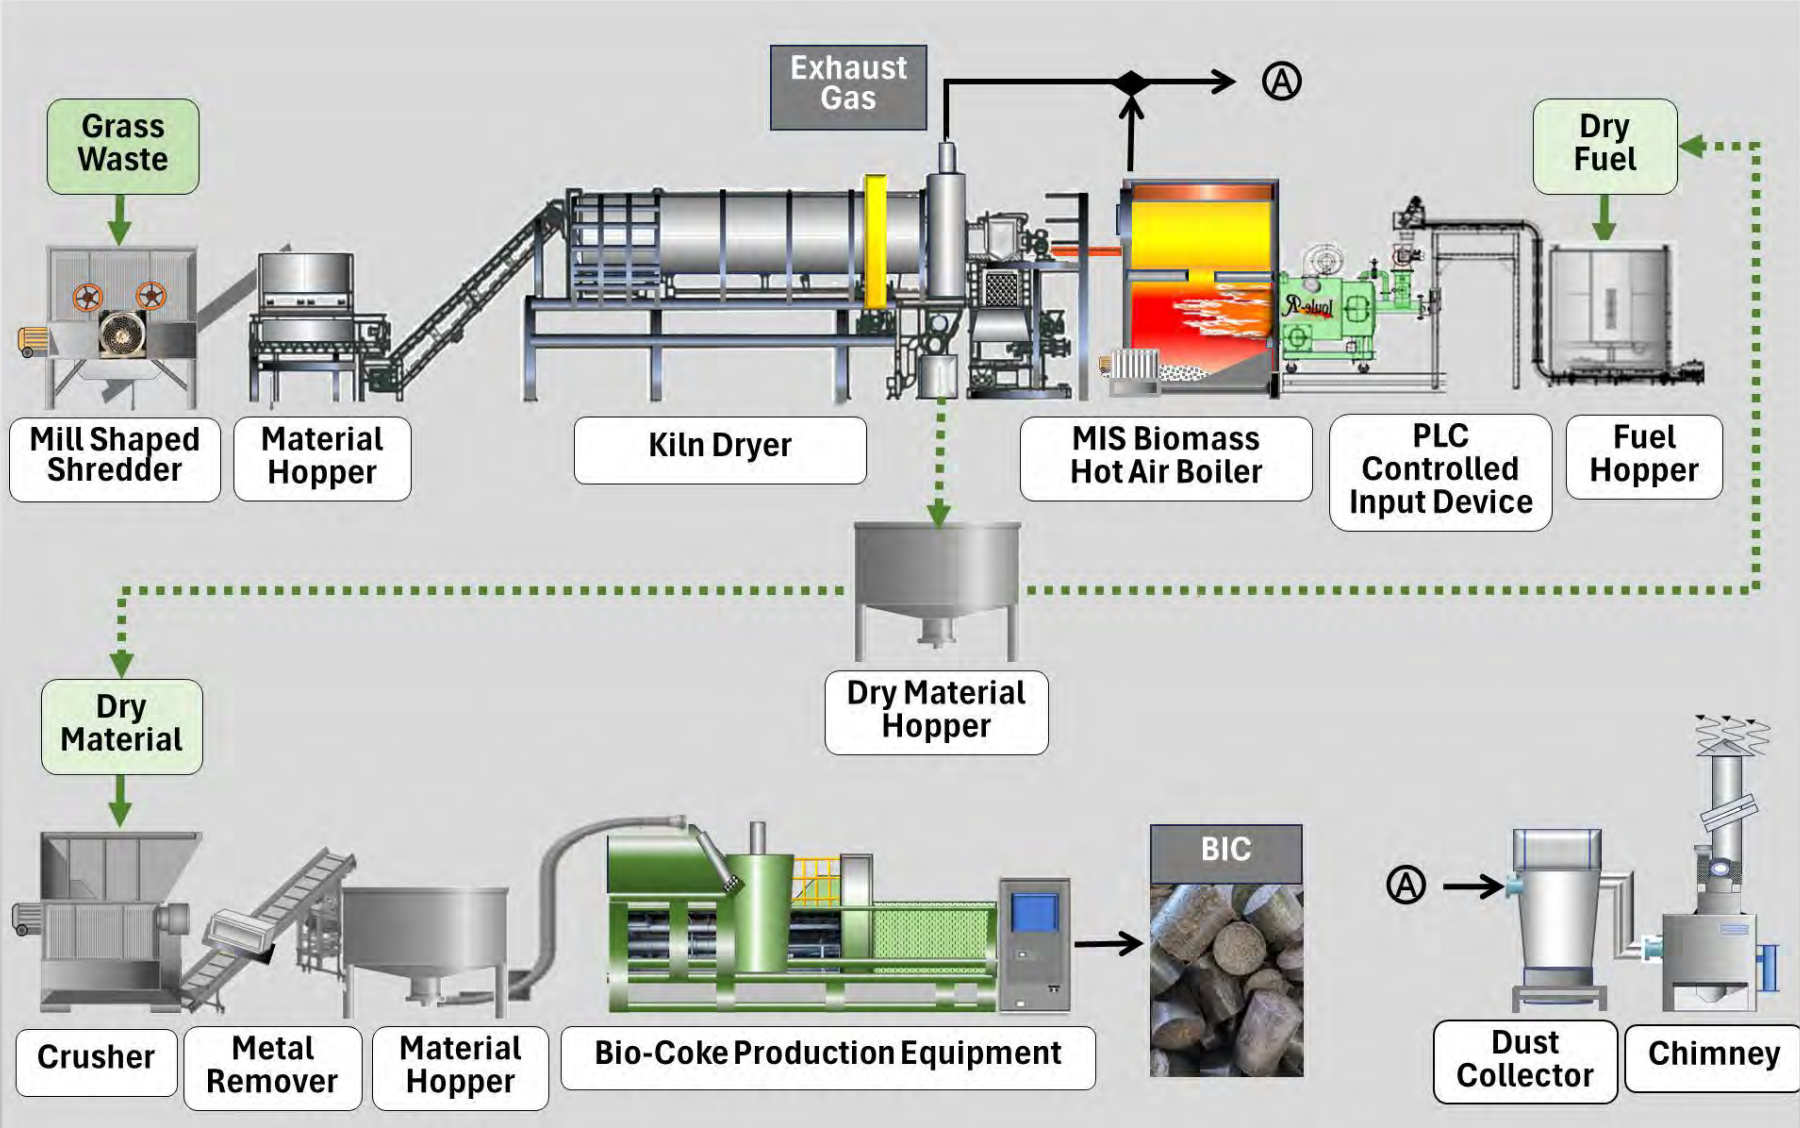 Exhaust
Gas
A
Grass
Waste
Dry
Fuel
Joule-R
Mill Shaped
Shredder
Material
Hopper
Kiln Dryer
MIS Biomass
Hot Air Boiler
PLC
Controlled
Input Device
Fuel
Hopper
Dry Material
Hopper
Dry
Material
BIC
A
Crusher
Metal
Remover
Material
Hopper
Bio-Coke Production Equipment
Dust
Collector
Chimney